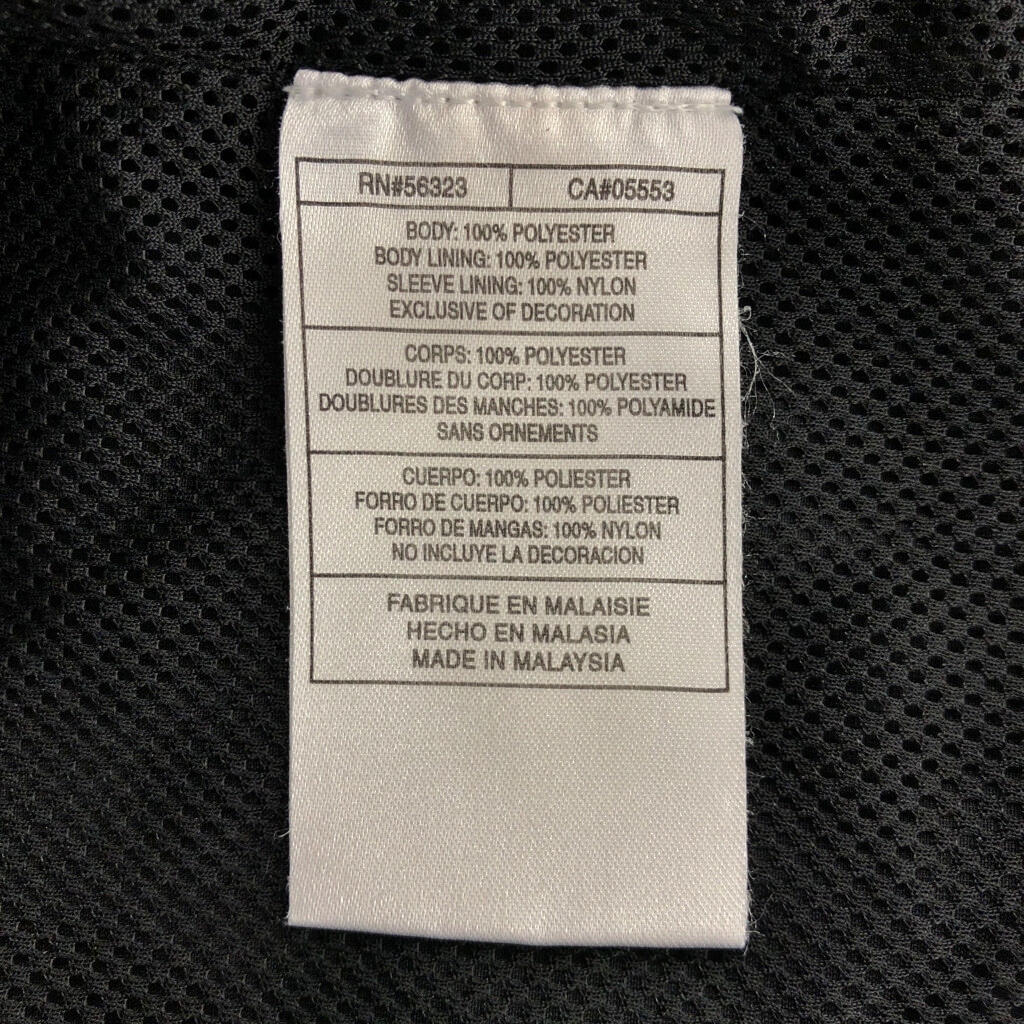 RN#56323 CA#05553
BODY: 100% POLYESTER
BODY LINING: 100% POLYESTER
SLEEVE LINING: 100% NYLON
EXCLUSIVE OF DECORATION
CORPS: 100% POLYESTER
DOUBLURE DU CORP: 100% POLYESTER
DOUBLURES DES MANCHES: 100% POLYAMIDE
SANS ORNEMENTS
CUERPO: 100% POLIESTER
FORRO DE CUERPO: 100% POLIESTER
FORRO DE MANGAS: 100% NYLON
NO INCLUYE LA DECORACION
FABRIQUE EN MALAISIE
HECHO EN MALASIA
MADE IN MALAYSIA